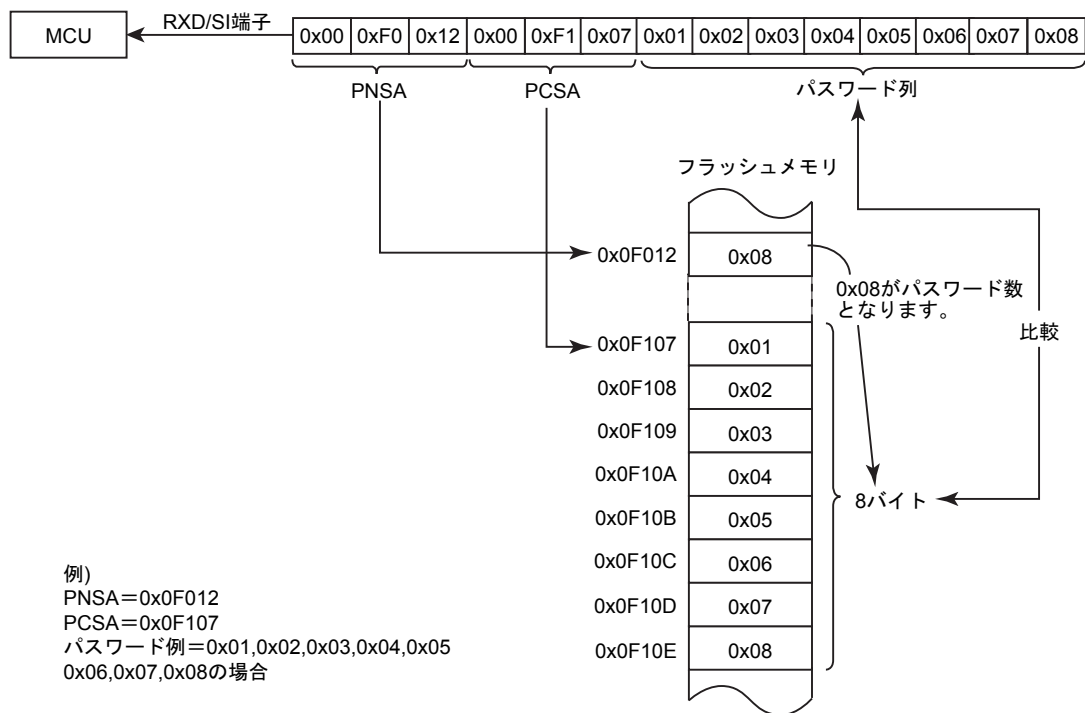 MCU
RXD/SI端子
0x00 0xF0 0x12 0x00 0xF1 0x07 0x01 0x02 0x03 0x04 0x05 0x06 0x07 0x08
PNSA
PCSA
パスワード列
フラッシュメモリ
0x0F012 0x08
0x08がパスワード数
となります。
比較
0x0F107 0x01
0x0F108 0x02
0x0F109 0x03
0x0F10A 0x04
8バイト
0x0F10B 0x05
0x0F10C 0x06
0x0F10D 0x07
0x0F10E 0x08
例)
PNSA＝0x0F012
PCSA＝0x0F107
パスワード例＝0x01,0x02,0x03,0x04,0x05
0x06,0x07,0x08の場合